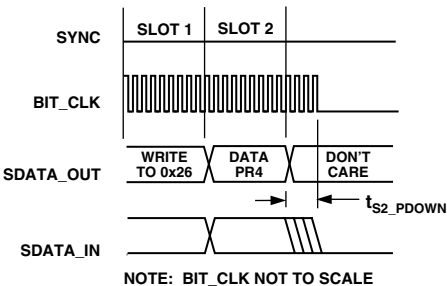 SYNC
SLOT 1 SLOT 2
BIT_CLK
SDATA_OUT
WRITE TO 0x26
DATA PR4
DON'T CARE
tS2_PDOWN
SDATA_IN
NOTE: BIT_CLK NOT TO SCALE